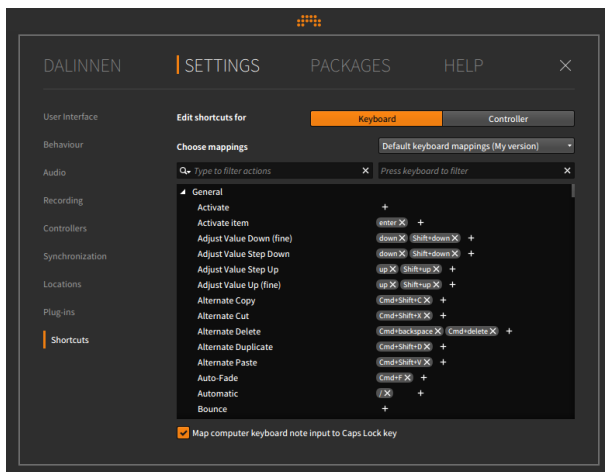 DALINNEN SETTINGS PACKAGES HELP
User Interface
Behaviour
Audio
Recording
Controllers
Synchronization
Locations
Plug-ins
Shortcuts
Edit shortcuts for Keyboard Controller
Choose mappings Default keyboard mappings (My version)
Type to filter actions Press keyboard to filter
General
Activate +
Activate item enter X +
Adjust Value Down (fine) down X Shift+down X +
Adjust Value Step Down down X Shift+down X +
Adjust Value Step Up up X Shift+up X +
Adjust Value Up (fine) up X Shift+up X +
Alternate Copy Cmd+Shift+C X +
Alternate Cut Cmd+Shift+X X +
Alternate Delete Cmd+backspace X Cmd+delete X +
Alternate Duplicate Cmd+Shift+D X +
Alternate Paste Cmd+Shift+V X +
Auto-Fade Cmd+F X +
Automatic / X +
Bounce +
Map computer keyboard note input to Caps Lock key